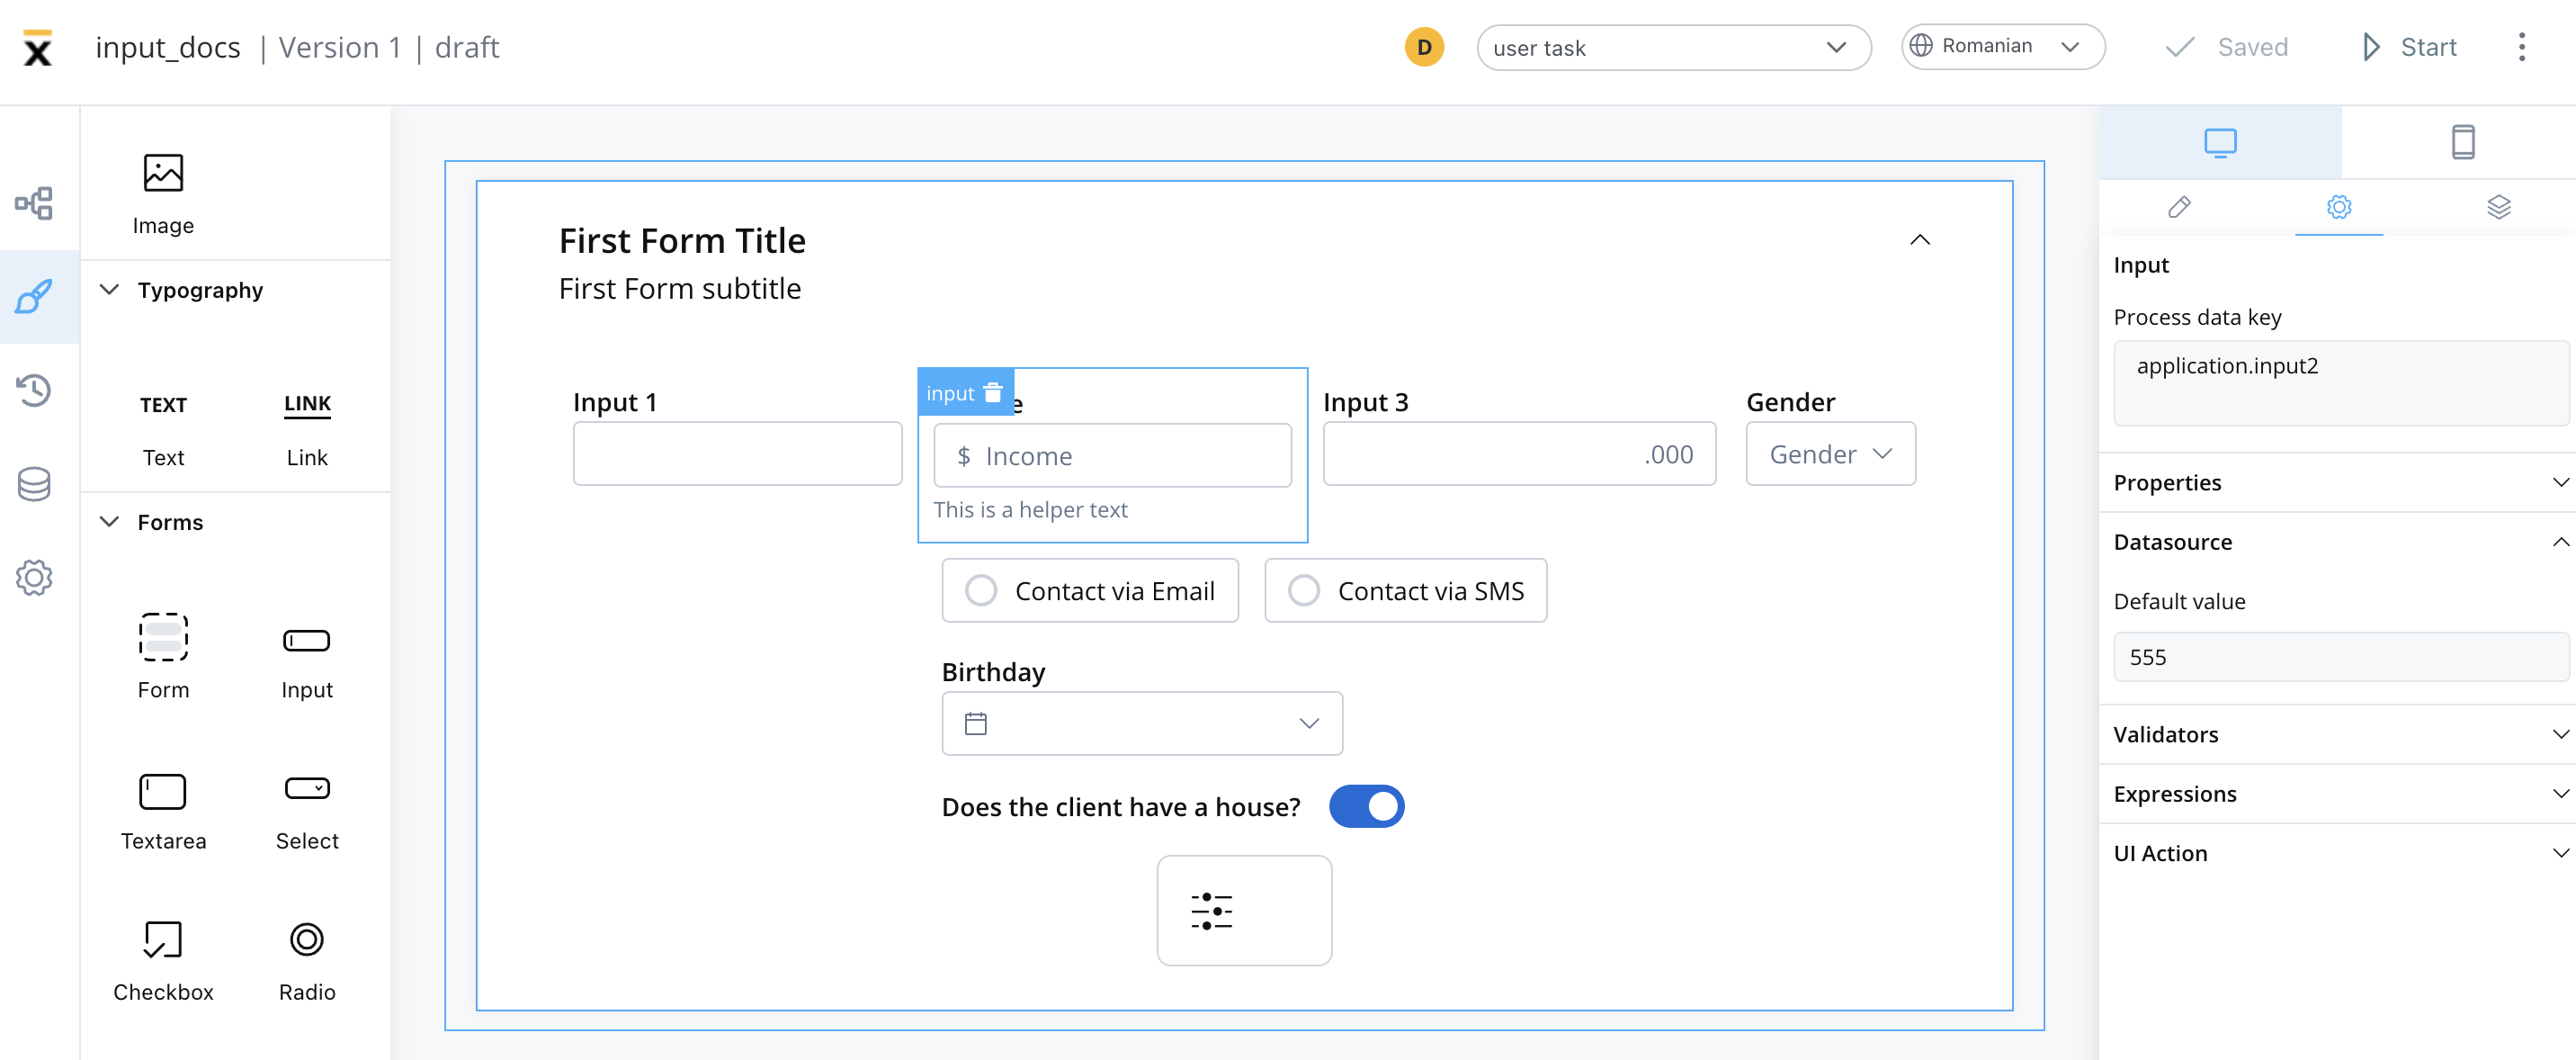 input_docs | Version 1 | draft
D
user task
Romanian
Saved
Start
Image
Typography
TEXT
LINK
Text
Link
Forms
Form
Input
Textarea
Select
Checkbox
Radio
First Form Title
First Form subtitle
Input 1
input
$ Income
This is a helper text
Input 3
.000
Gender
Gender
Contact via Email
Contact via SMS
Birthday
Does the client have a house?
Input
Process data key
application.input2
Properties
Datasource
Default value
555
Validators
Expressions
UI Action